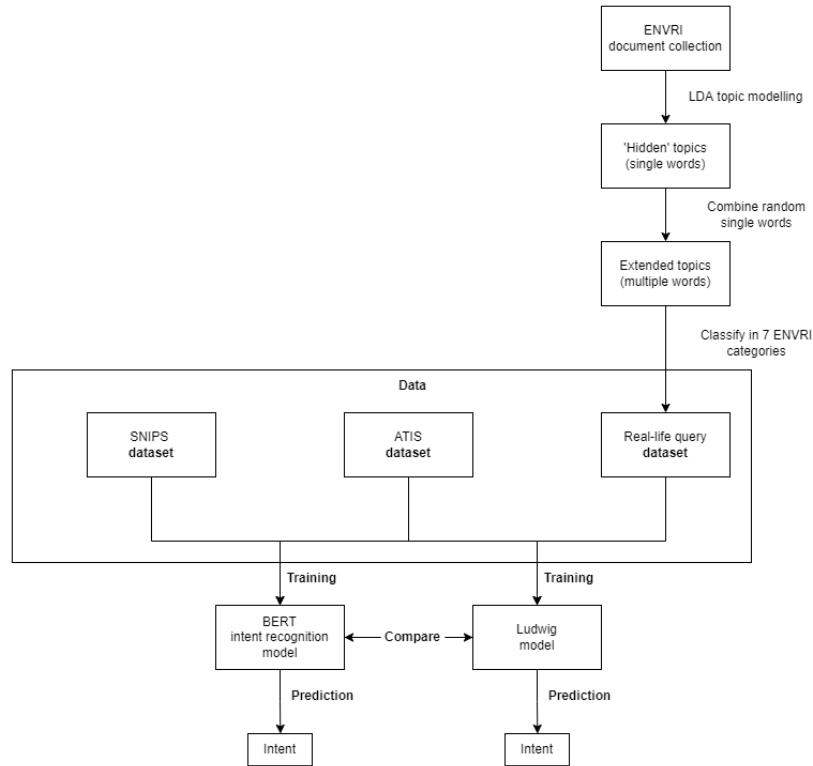 ENVRI
document collection
LDA topic modelling
'Hidden' topics
(single words)
Combine random
single words
Extended topics
(multiple words)
Classify in 7 ENVRI
categories
Data
SNIPS
dataset
ATIS
dataset
Real-life query
dataset
Training
Training
BERT
intent recognition
model
Compare
Ludwig
model
Prediction
Prediction
Intent
Intent